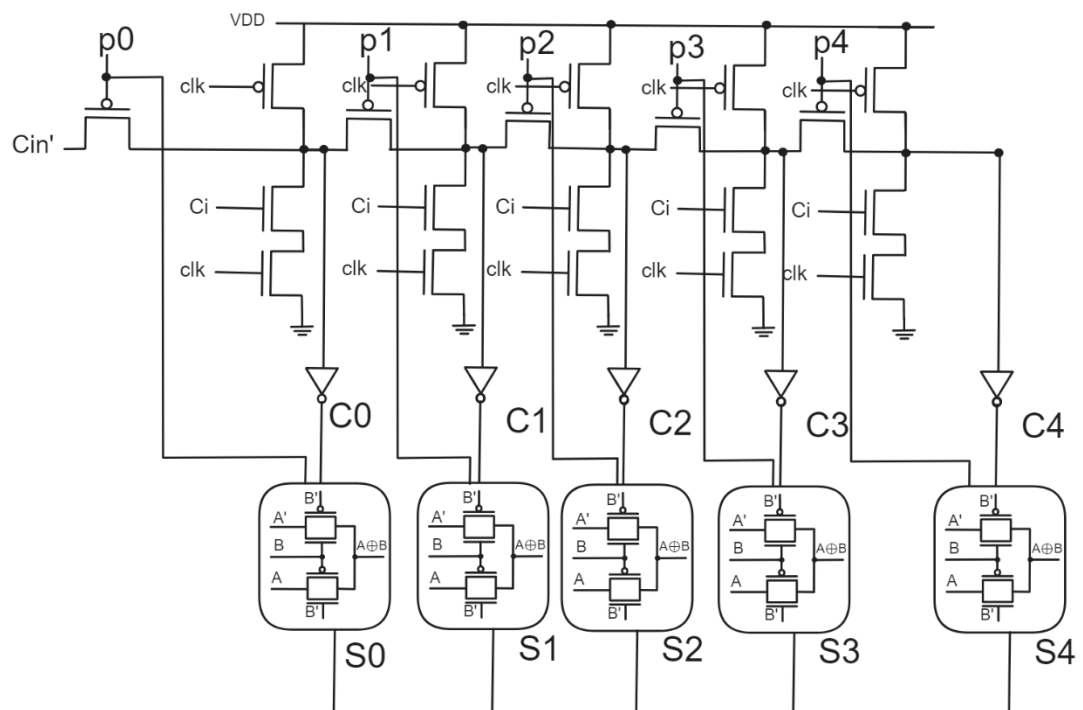 VDD
p0 p1 p2 p3 p4
clk clk clk clk clk
Cin'
Ci Ci Ci Ci Ci
clk clk clk clk clk
C0 C1 C2 C3 C4
B' B' B' B' B'
A' A' A' A' A'
B A⊕B B A⊕B B A⊕B B A⊕B B A⊕B
A A A A A
B' B' B' B' B'
S0 S1 S2 S3 S4